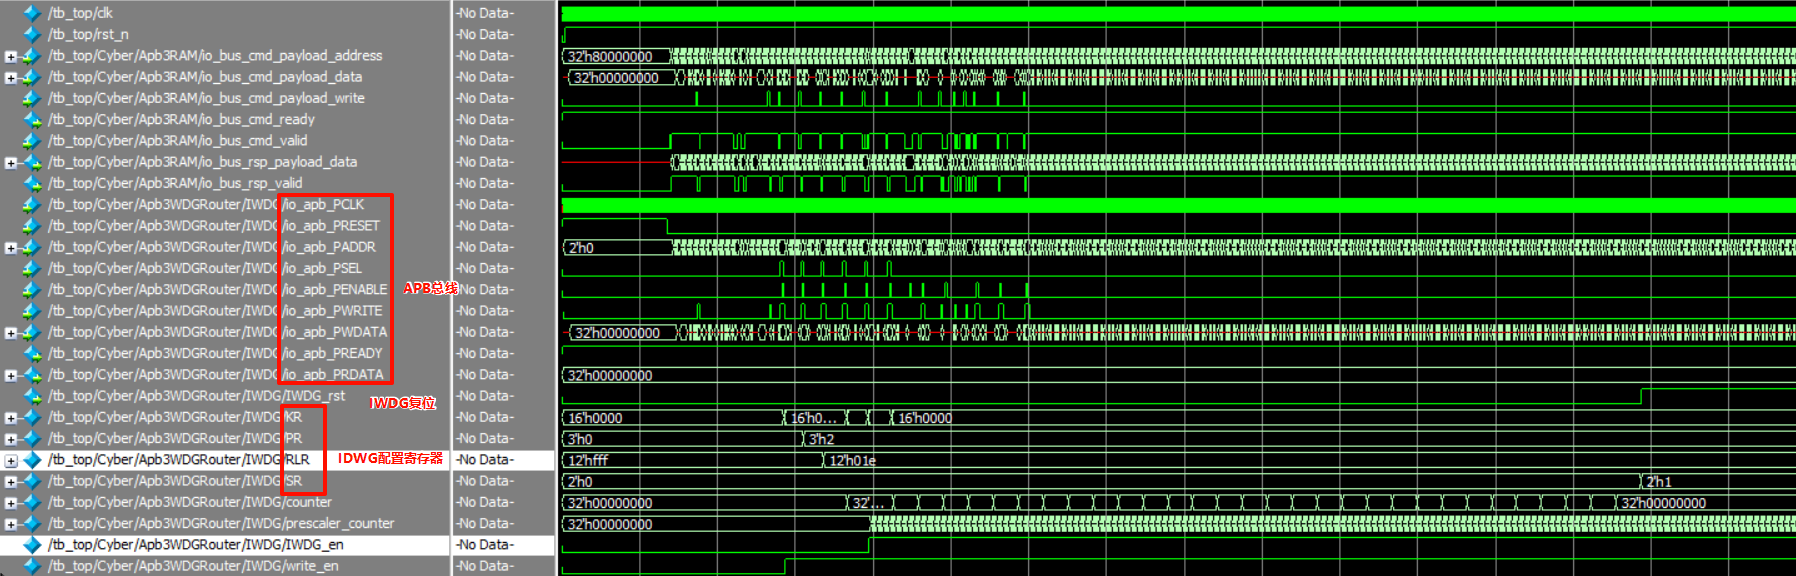 /tb_top/clk -No Data-
/tb_top/rst_n -No Data-
/tb_top/Cyber/Apb3RAM/io_bus_cmd_payload_address -No Data- 32'h80000000
/tb_top/Cyber/Apb3RAM/io_bus_cmd_payload_data -No Data- 32'h00000000
/tb_top/Cyber/Apb3RAM/io_bus_cmd_payload_write -No Data-
/tb_top/Cyber/Apb3RAM/io_bus_cmd_ready -No Data-
/tb_top/Cyber/Apb3RAM/io_bus_cmd_valid -No Data-
/tb_top/Cyber/Apb3RAM/io_bus_rsp_payload_data -No Data-
/tb_top/Cyber/Apb3RAM/io_bus_rsp_valid -No Data-
/tb_top/Cyber/Apb3WDGRouter/IWDG/io_apb_PCLK -No Data-
/tb_top/Cyber/Apb3WDGRouter/IWDG/io_apb_PRESET -No Data-
/tb_top/Cyber/Apb3WDGRouter/IWDG/io_apb_PADDR -No Data- 2'h0
/tb_top/Cyber/Apb3WDGRouter/IWDG/io_apb_PSEL -No Data-
/tb_top/Cyber/Apb3WDGRouter/IWDG/io_apb_PENABLE APB总线 -No Data-
/tb_top/Cyber/Apb3WDGRouter/IWDG/io_apb_PWRITE -No Data-
/tb_top/Cyber/Apb3WDGRouter/IWDG/io_apb_PWDATA -No Data- 32'h00000000
/tb_top/Cyber/Apb3WDGRouter/IWDG/io_apb_PREADY -No Data-
/tb_top/Cyber/Apb3WDGRouter/IWDG/io_apb_PRDATA -No Data- 32'h00000000
/tb_top/Cyber/Apb3WDGRouter/IWDG/IWDG_rst IWDG复位 -No Data-
/tb_top/Cyber/Apb3WDGRouter/IWDG/KR -No Data- 16'h0000 16'h0... 16'h0000
/tb_top/Cyber/Apb3WDGRouter/IWDG/PR -No Data- 3'h0 3'h2
/tb_top/Cyber/Apb3WDGRouter/IWDG/RLR IDWG配置寄存器 -No Data- 12'hfff 12'h01e
/tb_top/Cyber/Apb3WDGRouter/IWDG/SR -No Data- 2'h0 2'h1
/tb_top/Cyber/Apb3WDGRouter/IWDG/counter -No Data- 32'h00000000 32'... 32'h00000000
/tb_top/Cyber/Apb3WDGRouter/IWDG/prescaler_counter -No Data- 32'h00000000
/tb_top/Cyber/Apb3WDGRouter/IWDG/IWDG_en -No Data-
/tb_top/Cyber/Apb3WDGRouter/IWDG/write_en -No Data-